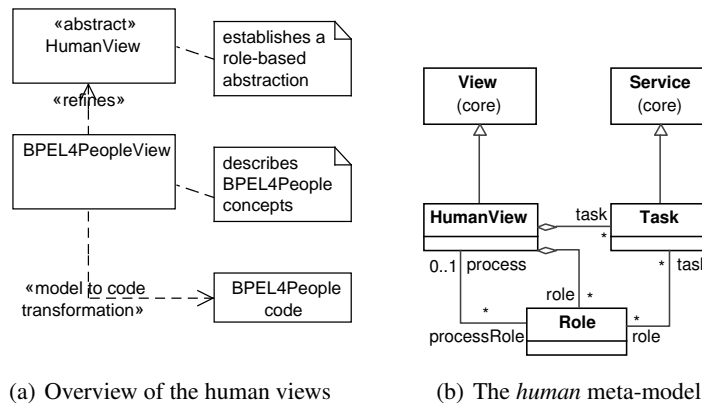 «abstract»
HumanView
establishes a
role-based
abstraction
«refines»
BPEL4PeopleView
describes
BPEL4People
concepts
«model to code
transformation»
BPEL4People
code
(a) Overview of the human views
View
(core)
Service
(core)
HumanView
task
*
Task
0..1 process
*
task
role
*
*
processRole
Role
*
role
(b) The human meta-model